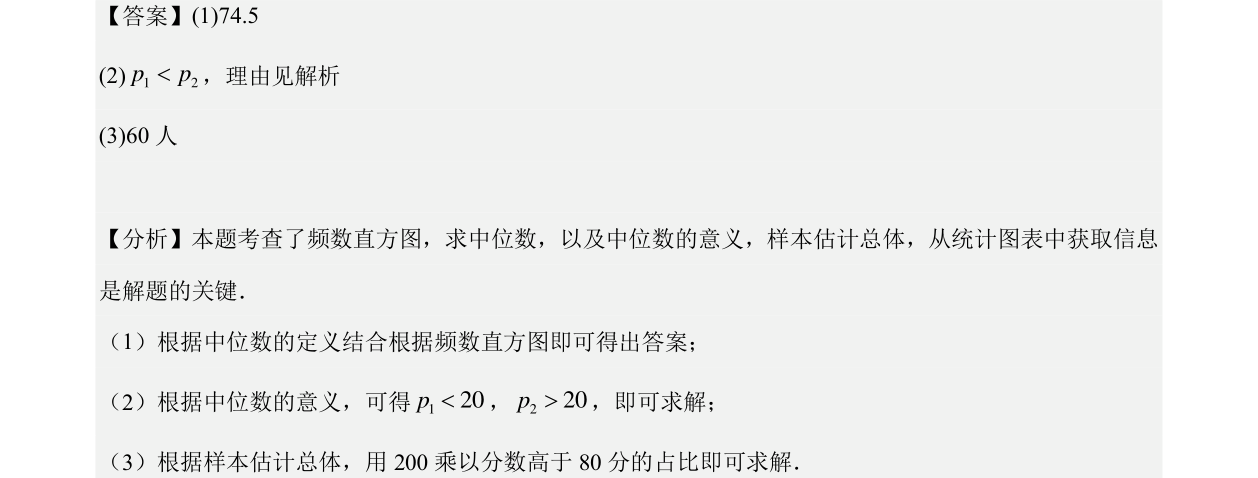 【答案】(1)74.5
(2) p₁ < p₂，理由见解析
(3)60 人
【分析】本题考查了频数直方图，求中位数，以及中位数的意义，样本估计总体，从统计图表中获取信息
是解题的关键．
（1）根据中位数的定义结合根据频数直方图即可得出答案；
（2）根据中位数的意义，可得 p₁ < 20， p₂ > 20，即可求解；
（3）根据样本估计总体，用 200 乘以分数高于 80 分的占比即可求解．